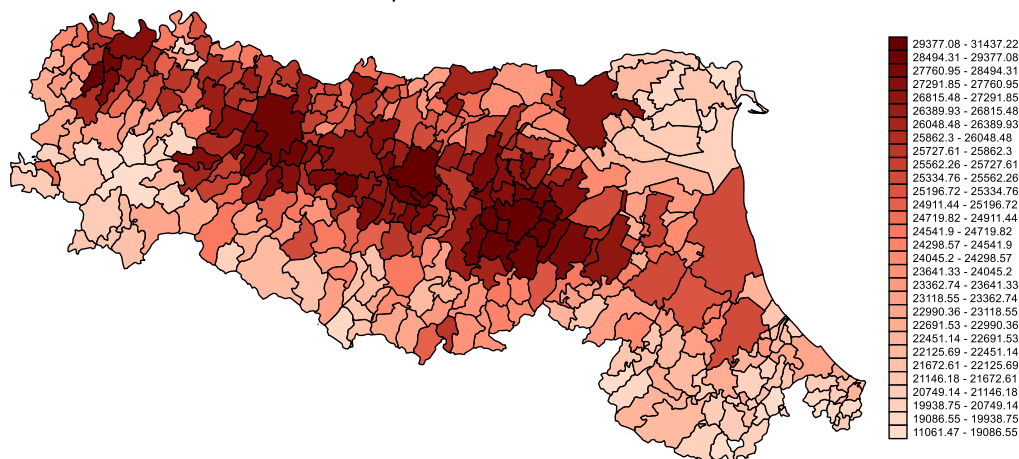 29377.08 - 31437.22
28494.31 - 29377.08
27760.95 - 28494.31
27291.85 - 27760.95
26815.48 - 27291.85
26389.93 - 26815.48
26048.48 - 26389.93
25862.3 - 26048.48
25727.61 - 25862.3
25562.26 - 25727.61
25334.76 - 25562.26
25196.72 - 25334.76
24911.44 - 25196.72
24719.82 - 24911.44
24541.9 - 24719.82
24298.57 - 24541.9
24045.2 - 24298.57
23641.33 - 24045.2
23362.74 - 23641.33
23118.55 - 23362.74
22990.36 - 23118.55
22691.53 - 22990.36
22451.14 - 22691.53
22125.69 - 22451.14
21672.61 - 22125.69
21146.18 - 21672.61
20749.14 - 21146.18
19938.75 - 20749.14
19086.55 - 19938.75
11061.47 - 19086.55